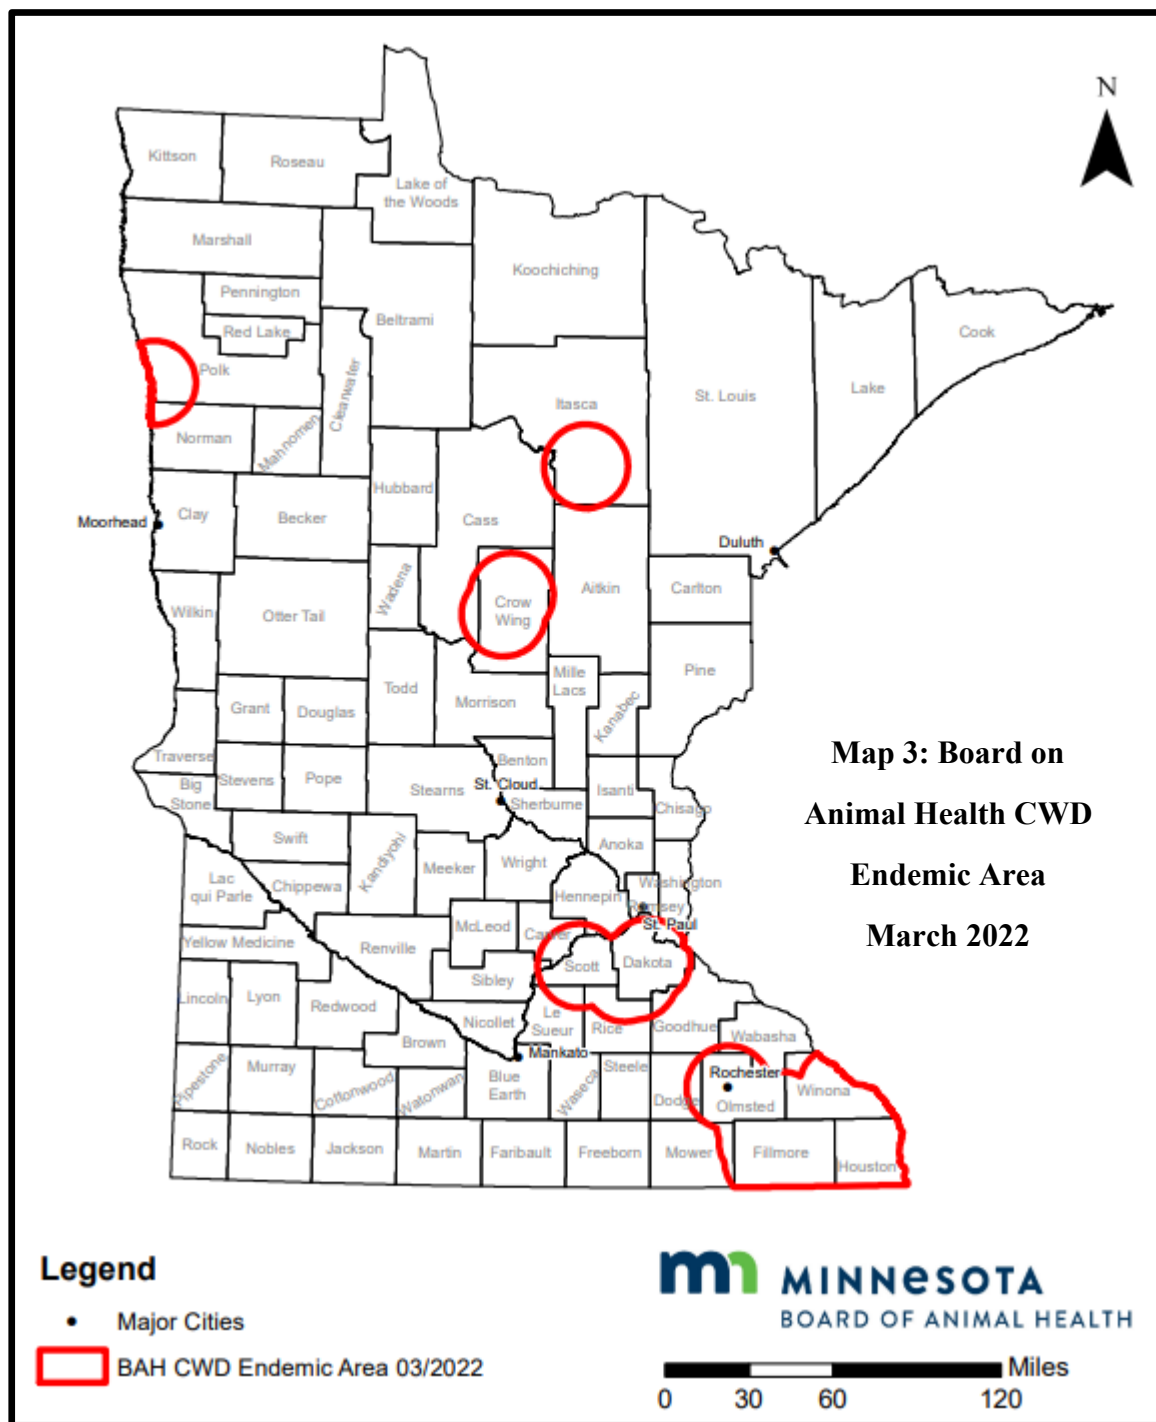 N
Kittson
Roseau
Lake of
the Woods
Marshall
Koochiching
Pennington
Beltrami
Red Lake
Cook
Polk
Clearwater
Lake
St. Louis
Itasca
Norman
Mahnomen
Hubbard
Moorhead
Clay
Becker
Cass
Duluth
Wadena
Crow
Wing
Aitkin
Carlton
Wilkin
Otter Tail
Pine
Mille
Lacs
Todd
Morrison
Kanabec
Grant
Douglas
Traverse
Benton
Big
Stone
Stevens
Pope
Stearns
St. Cloud
Sherburne
Isanti
Chisago
Map 3: Board on
Animal Health CWD
Endemic Area
March 2022
Swift
Kandiyohi
Meeker
Wright
Anoka
Lac
qui Parle
Chippewa
Hennepin
Washington
Ramsey
St. Paul
McLeod
Carver
Yellow Medicine
Renville
Scott
Dakota
Sibley
Lincoln
Lyon
Redwood
Nicollet
Le
Sueur
Rice
Goodhue
Wabasha
Brown
Mankato
Pipestone
Murray
Cottonwood
Watonwan
Blue
Earth
Waseca
Steele
Dodge
Rochester
Olmsted
Winona
Rock
Nobles
Jackson
Martin
Faribault
Freeborn
Mower
Fillmore
Houston
Legend
Major Cities
BAH CWD Endemic Area 03/2022
mn MINNESOTA
BOARD OF ANIMAL HEALTH
Miles
0 30 60 120